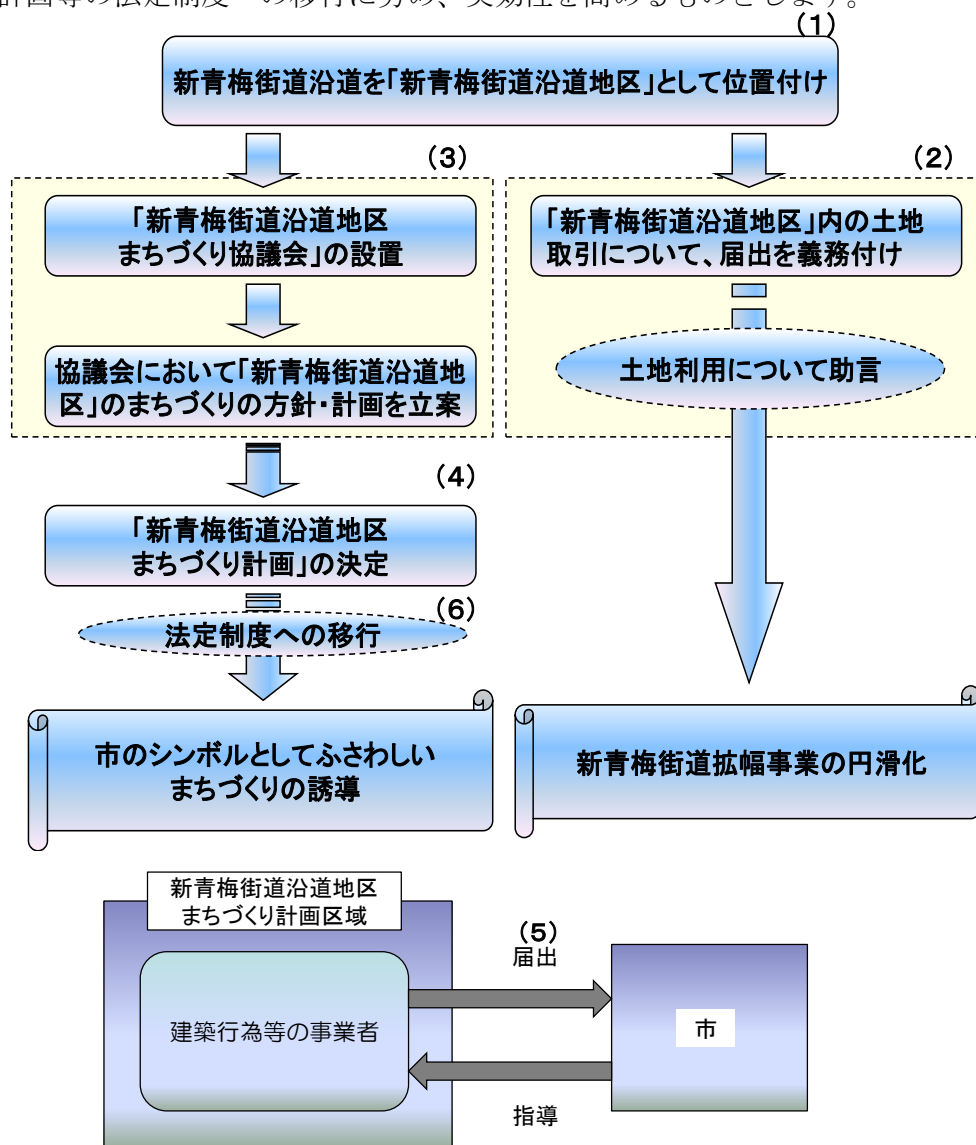 計画等の法定制度への移行に努め、実効性を高めるものとします。
(1)
新青梅街道沿道を「新青梅街道沿道地区」として位置付け
(3)
(2)
「新青梅街道沿道地区
まちづくり協議会」の設置
「新青梅街道沿道地区」内の土地
取引について、届出を義務付け
協議会において「新青梅街道沿道地
区」のまちづくりの方針・計画を立案
土地利用について助言
(4)
「新青梅街道沿道地区
まちづくり計画」の決定
(6)
法定制度への移行
市のシンボルとしてふさわしい
まちづくりの誘導
新青梅街道拡幅事業の円滑化
新青梅街道沿道地区
まちづくり計画区域
(5)
届出
建築行為等の事業者
市
指導